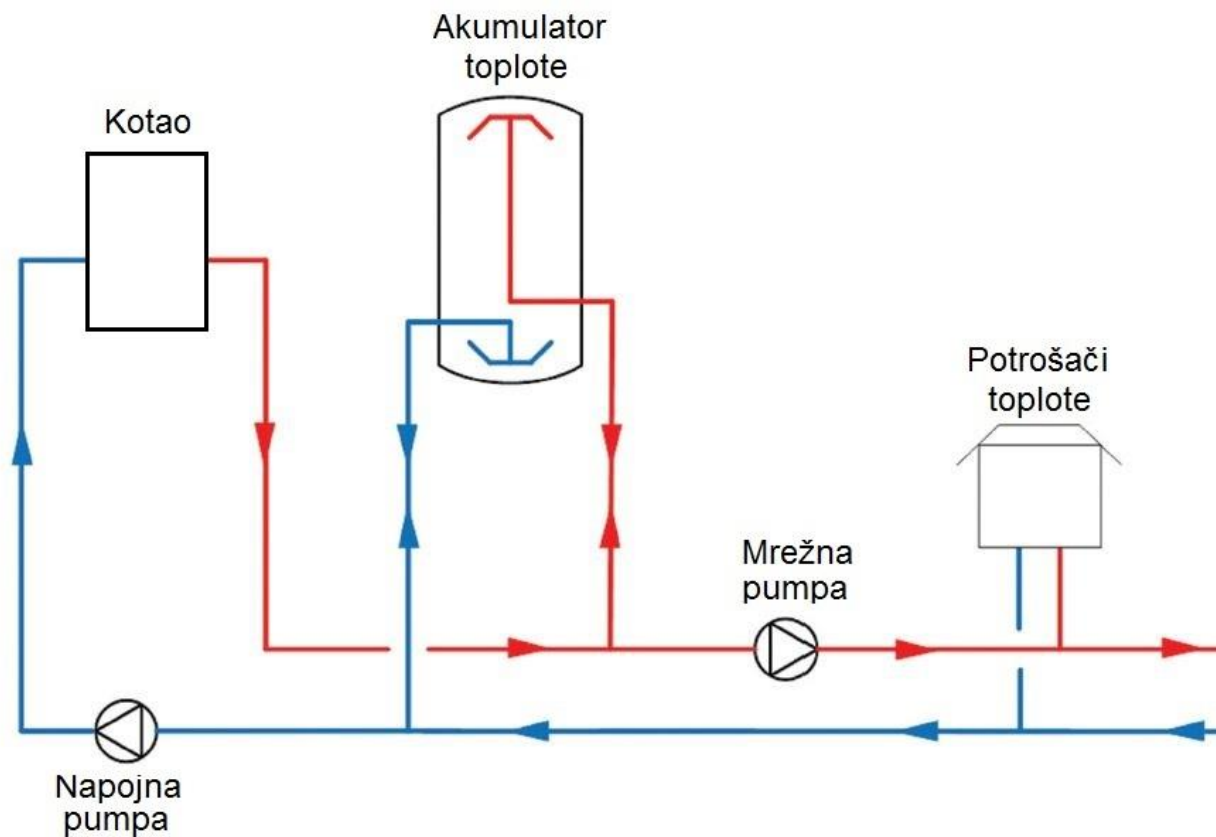 Akumulator
toplote
Kotao
Potrošači
toplote
Mrežna
pumpa
Napojna
pumpa